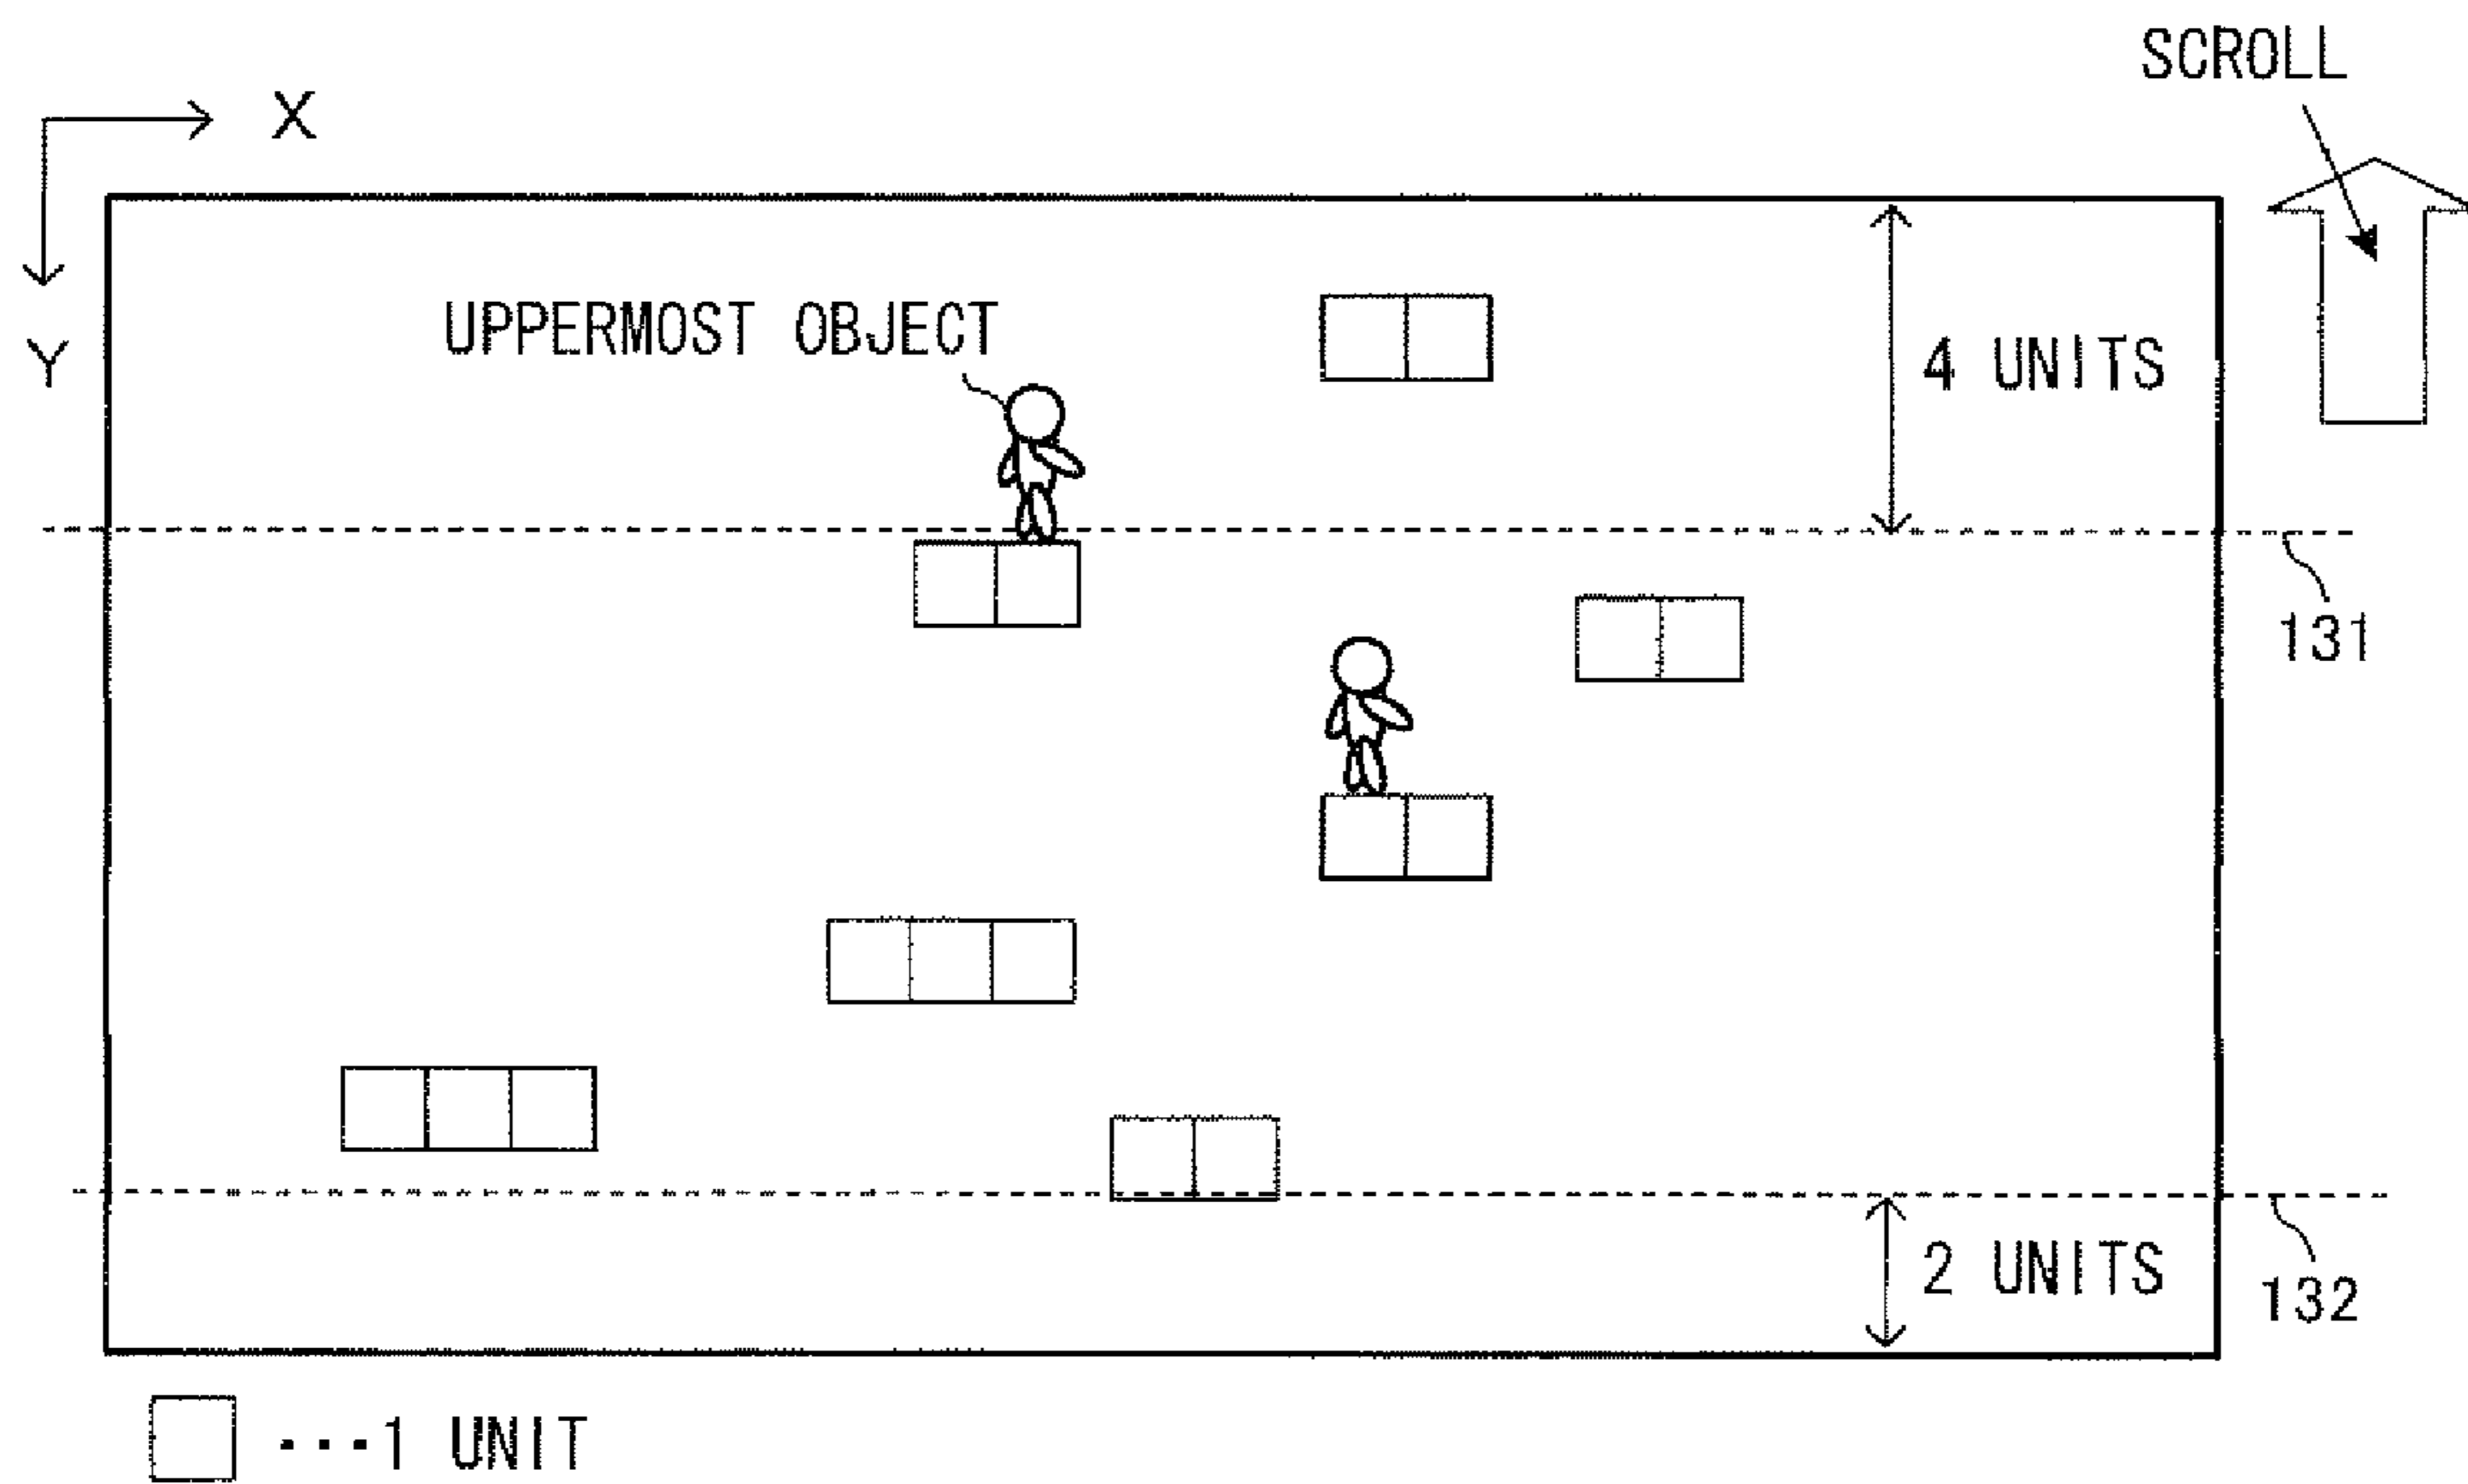 SCROLL
X
Y
UPPERMOST OBJECT
4 UNITS
131
2 UNITS
132
···1 UNIT